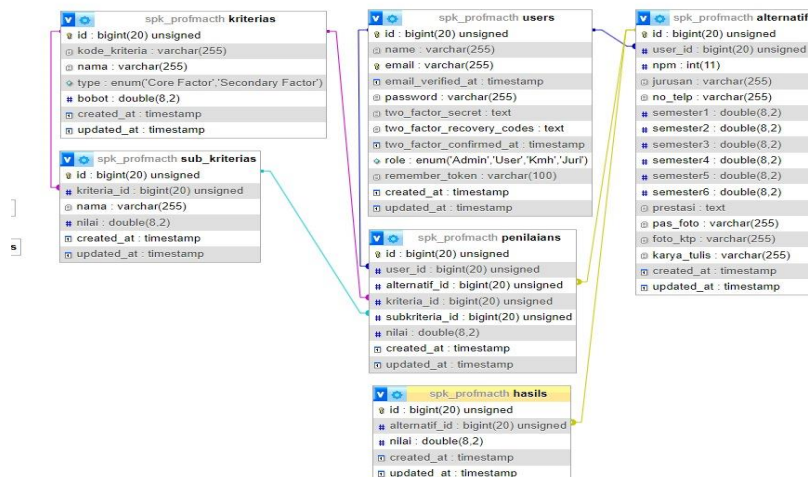 spk_profmacth kriterias
id : bigint(20) unsigned
kode_kriteria : varchar(255)
nama : varchar(255)
type : enum('Core Factor','Secondary Factor')
bobot : double(8,2)
created_at : timestamp
updated_at : timestamp
spk_profmacth sub_kriterias
id : bigint(20) unsigned
kriteria_id : bigint(20) unsigned
nama : varchar(255)
nilai : double(8,2)
created_at : timestamp
updated_at : timestamp
s
spk_profmacth users
id : bigint(20) unsigned
name : varchar(255)
email : varchar(255)
email_verified_at : timestamp
password : varchar(255)
two_factor_secret : text
two_factor_recovery_codes : text
two_factor_confirmed_at : timestamp
role : enum('Admin','User','Kmh','Juri')
remember_token : varchar(100)
created_at : timestamp
updated_at : timestamp
spk_profmacth penilaians
id : bigint(20) unsigned
user_id : bigint(20) unsigned
alternatif_id : bigint(20) unsigned
kriteria_id : bigint(20) unsigned
subkriteria_id : bigint(20) unsigned
nilai : double(8,2)
created_at : timestamp
updated_at : timestamp
spk_profmacth hasils
id : bigint(20) unsigned
alternatif_id : bigint(20) unsigned
nilai : double(8,2)
created_at : timestamp
updated_at : timestamp
spk_profmacth alternatif
id : bigint(20) unsigned
user_id : bigint(20) unsigned
npm : int(11)
jurusan : varchar(255)
no_telp : varchar(255)
semester1 : double(8,2)
semester2 : double(8,2)
semester3 : double(8,2)
semester4 : double(8,2)
semester5 : double(8,2)
semester6 : double(8,2)
prestasi : text
pas_foto : varchar(255)
foto_ktp : varchar(255)
karya_tulis : varchar(255)
created_at : timestamp
updated_at : timestamp